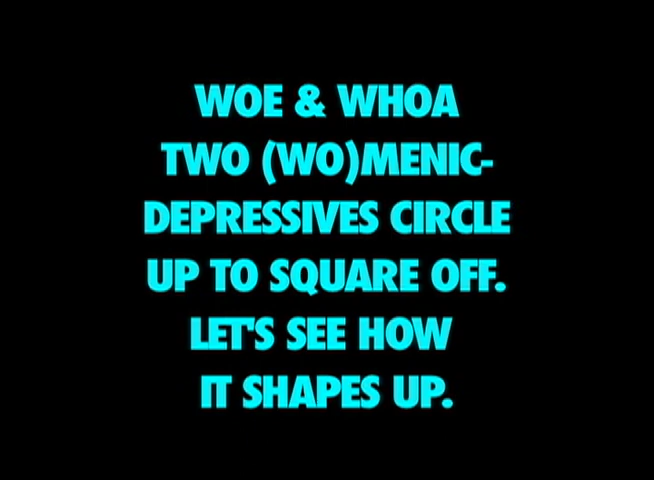 WOE & WHOA
TWO (WO)MENIC-
DEPRESSIVES CIRCLE
UP TO SQUARE OFF.
LET'S SEE HOW
IT SHAPES UP.